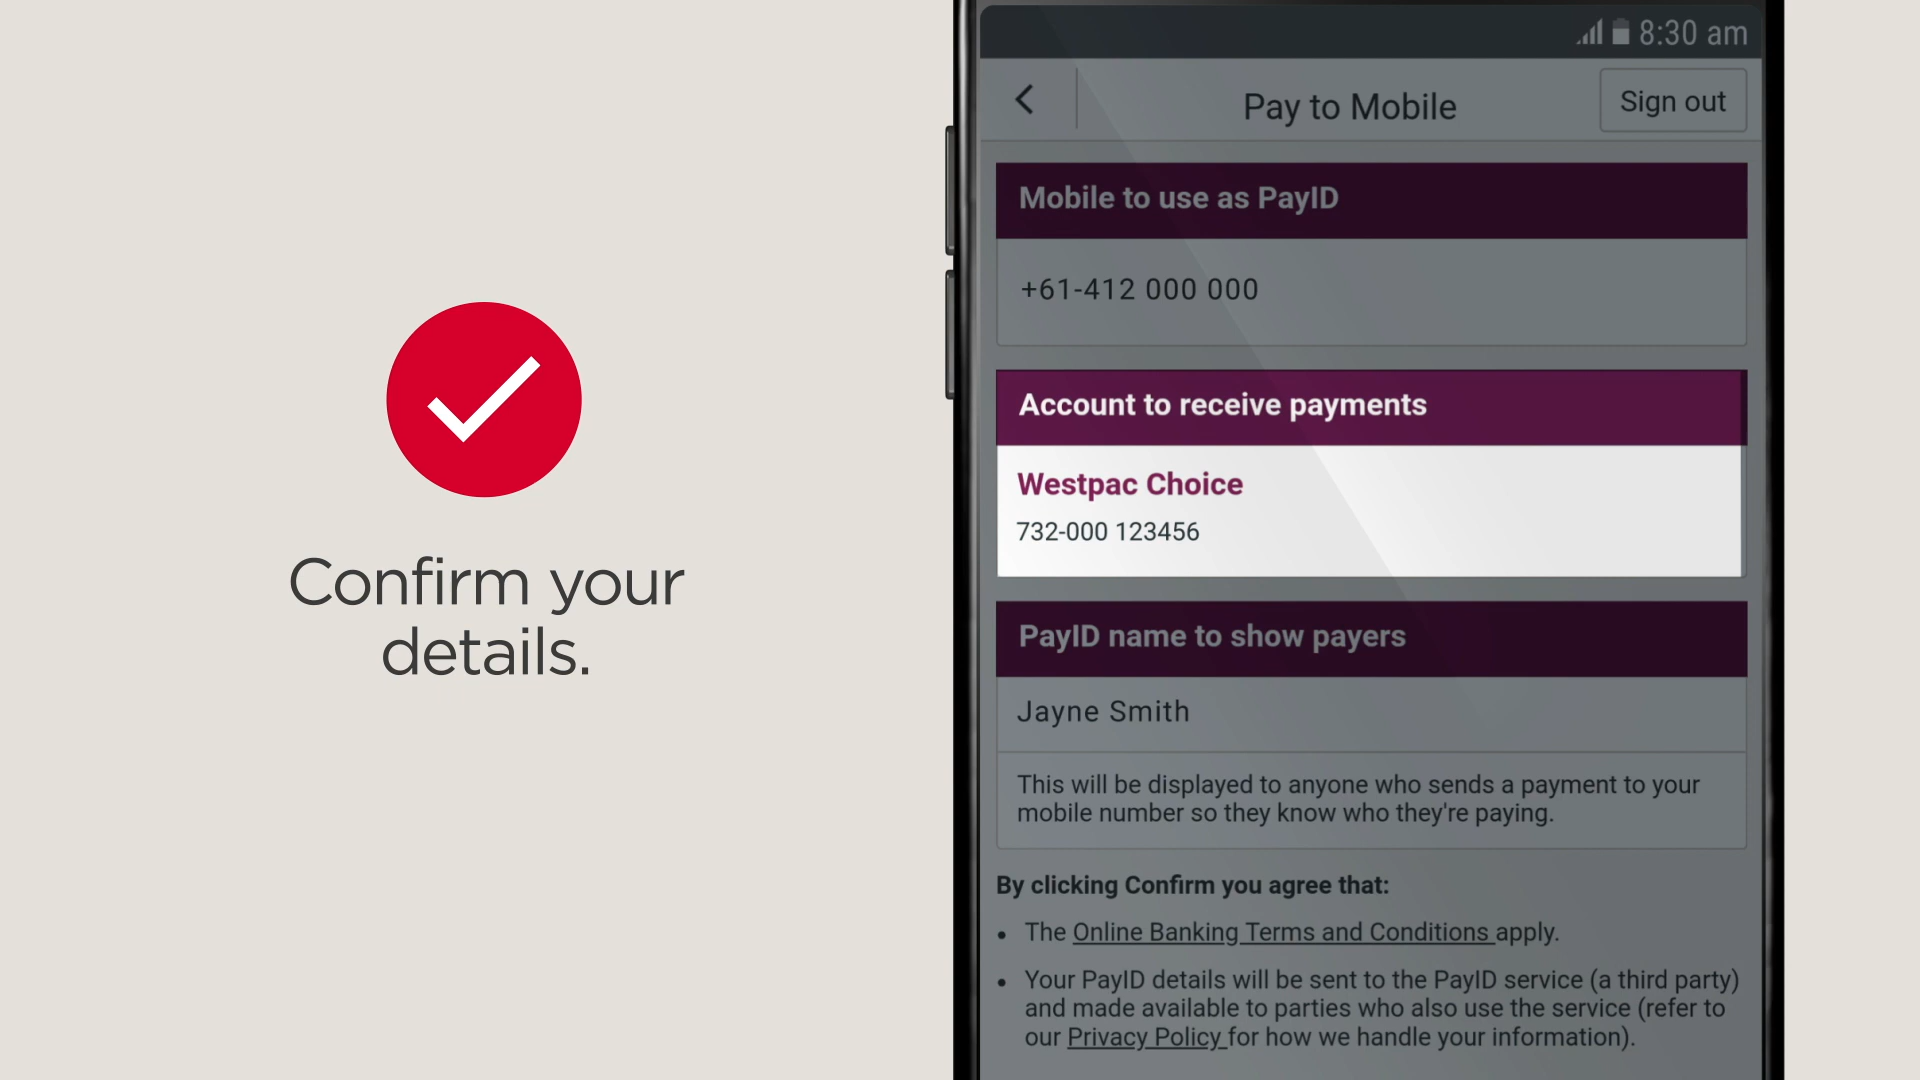 Confirm your
details.
8:30 am
Pay to Mobile
Sign out
Mobile to use as PayID
+61-412 000 000
Account to receive payments
Westpac Choice
732-000 123456
PayID name to show payers
Jayne Smith
This will be displayed to anyone who sends a payment to your
mobile number so they know who they're paying.
By clicking Confirm you agree that:
• The Online Banking Terms and Conditions apply.
• Your PayID details will be sent to the PayID service (a third party)
and made available to parties who also use the service (refer to
our Privacy Policy for how we handle your information).